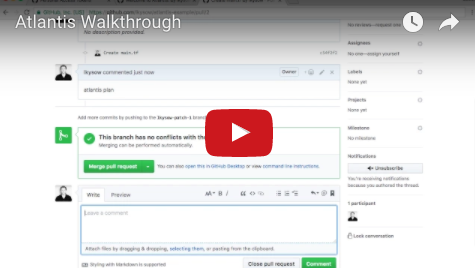 Atlantis Walkthrough
No description provided.
Create main.tf
lkysow commented just now
Owner
atlantis plan
Add more commits by pushing to the lkysow-patch-1 branch
This branch has no conflicts with the
Merging can be performed automatically.
Merge pull request
You can also open this in GitHub Desktop or view command line instructions.
Write
Preview
Leave a comment
Attach files by dragging & dropping, selecting them, or pasting from the clipboard.
Styling with Markdown is supported
Close pull request
Comment
Assignees
No one—assign yourself
Labels
None yet
Projects
None yet
Milestone
No milestone
Notifications
Unsubscribe
You're receiving notifications
because you authored the thread.
1 participant
Lock conversation